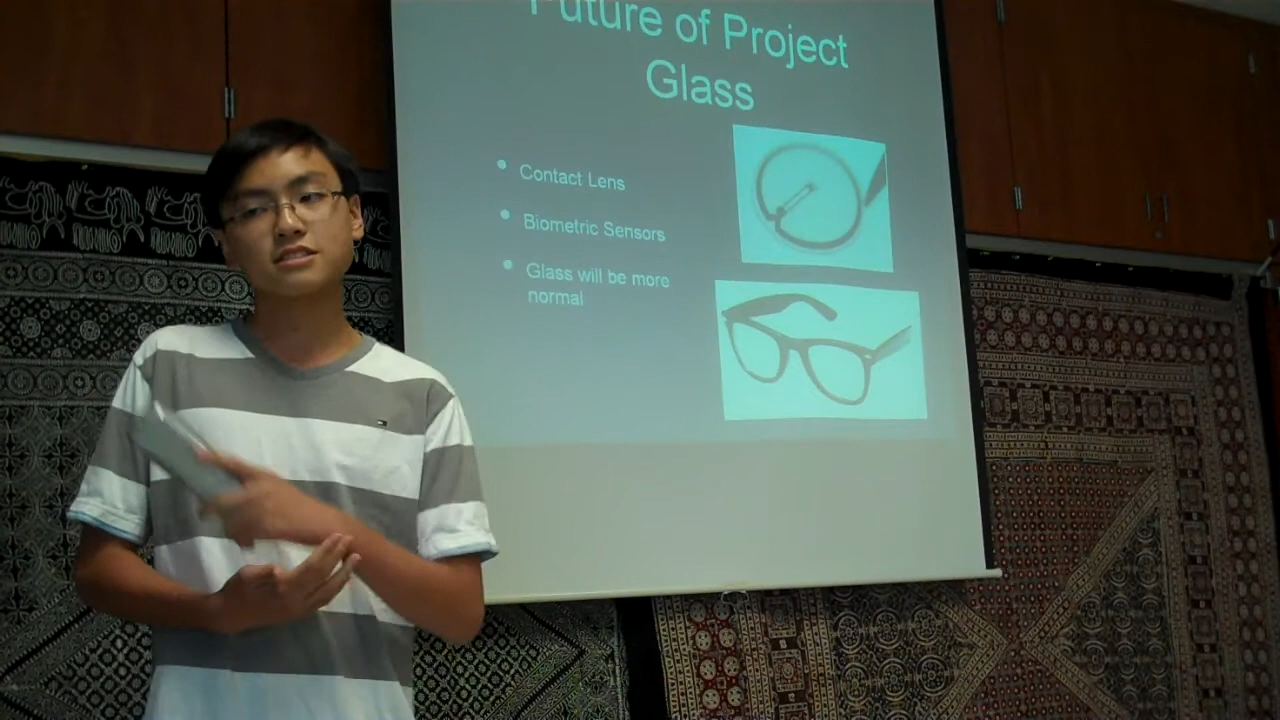 Future of Project
Glass
Contact Lens
Biometric Sensors
Glass will be more
normal